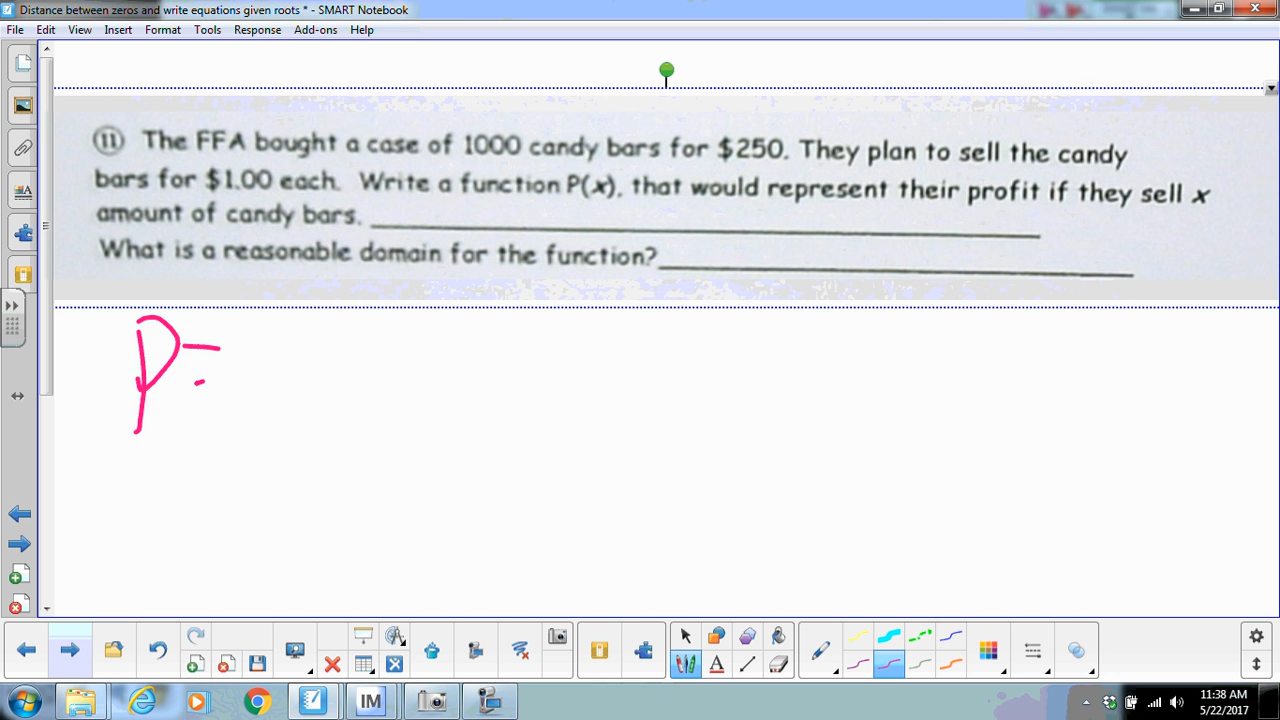 Distance between zeros and write equations given roots * - SMART Notebook
File Edit View Insert Format Tools Response Add-ons Help
11 The FFA bought a case of 1000 candy bars for $250. They plan to sell the candy
bars for $1.00 each. Write a function P(x), that would represent their profit if they sell x
amount of candy bars.
What is a reasonable domain for the function?
P=
A
IM
11:38 AM
5/22/2017